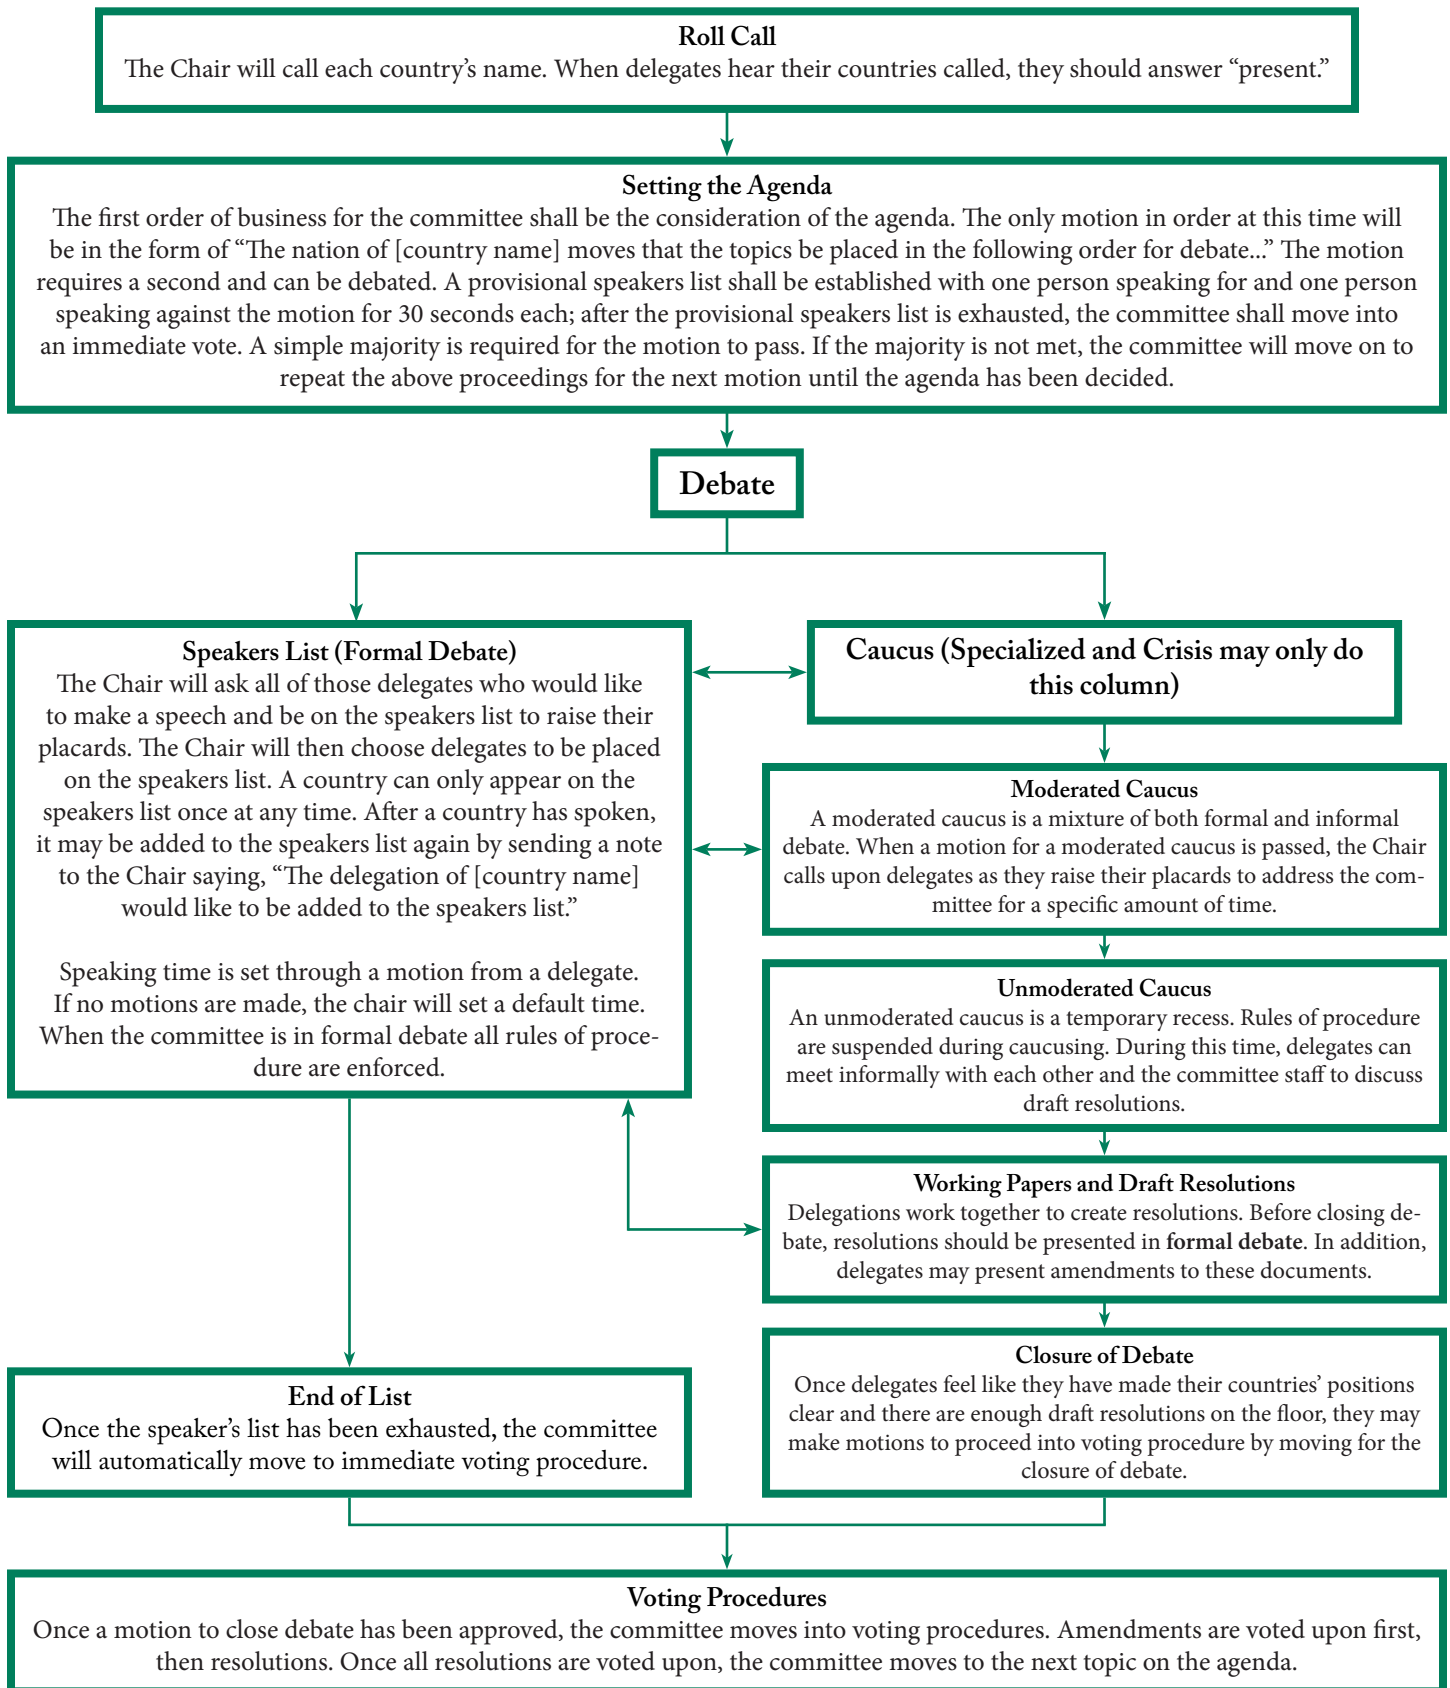 Roll Call
The Chair will call each country’s name. When delegates hear their countries called, they should answer “present.”
Setting the Agenda
The first order of business for the committee shall be the consideration of the agenda. The only motion in order at this time will
be in the form of “The nation of [country name] moves that the topics be placed in the following order for debate...” The motion
requires a second and can be debated. A provisional speakers list shall be established with one person speaking for and one person
speaking against the motion for 30 seconds each; after the provisional speakers list is exhausted, the committee shall move into
an immediate vote. A simple majority is required for the motion to pass. If the majority is not met, the committee will move on to
repeat the above proceedings for the next motion until the agenda has been decided.
Debate
Speakers List (Formal Debate)
The Chair will ask all of those delegates who would like
to make a speech and be on the speakers list to raise their
placards. The Chair will then choose delegates to be placed
on the speakers list. A country can only appear on the
speakers list once at any time. After a country has spoken,
it may be added to the speakers list again by sending a note
to the Chair saying, “The delegation of [country name]
would like to be added to the speakers list.”
Speaking time is set through a motion from a delegate.
If no motions are made, the chair will set a default time.
When the committee is in formal debate all rules of proce-
dure are enforced.
Caucus (Specialized and Crisis may only do
this column)
Moderated Caucus
A moderated caucus is a mixture of both formal and informal
debate. When a motion for a moderated caucus is passed, the Chair
calls upon delegates as they raise their placards to address the com-
mittee for a specific amount of time.
Unmoderated Caucus
An unmoderated caucus is a temporary recess. Rules of procedure
are suspended during caucusing. During this time, delegates can
meet informally with each other and the committee staff to discuss
draft resolutions.
Working Papers and Draft Resolutions
Delegations work together to create resolutions. Before closing de-
bate, resolutions should be presented in formal debate. In addition,
delegates may present amendments to these documents.
Closure of Debate
Once delegates feel like they have made their countries’ positions
clear and there are enough draft resolutions on the floor, they may
make motions to proceed into voting procedure by moving for the
closure of debate.
End of List
Once the speaker’s list has been exhausted, the committee
will automatically move to immediate voting procedure.
Voting Procedures
Once a motion to close debate has been approved, the committee moves into voting procedures. Amendments are voted upon first,
then resolutions. Once all resolutions are voted upon, the committee moves to the next topic on the agenda.